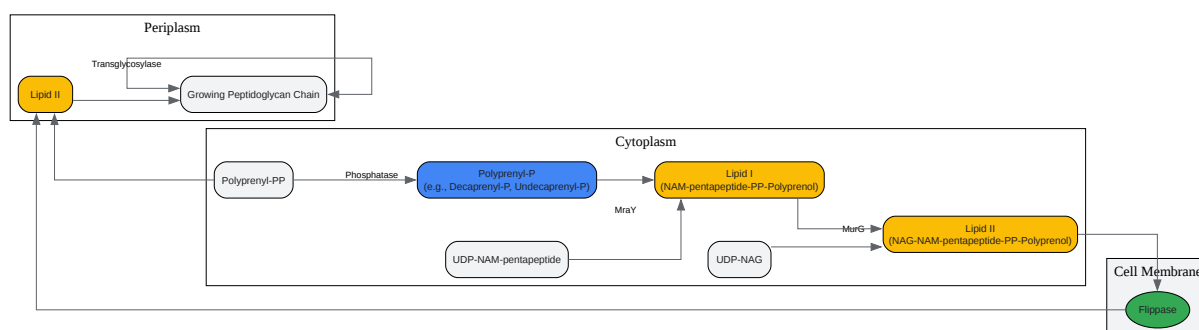 Periplasm
Transglycosylase
Lipid II
Growing Peptidoglycan Chain
Cytoplasm
Polyprenyl-PP
Phosphatase
Polyprenyl-P
(e.g., Decaprenyl-P, Undecaprenyl-P)
Lipid I
(NAM-pentapeptide-PP-Polyprenol)
MraY
MurG
Lipid II
(NAG-NAM-pentapeptide-PP-Polyprenol)
UDP-NAM-pentapeptide
UDP-NAG
Cell Membrane
Flippase